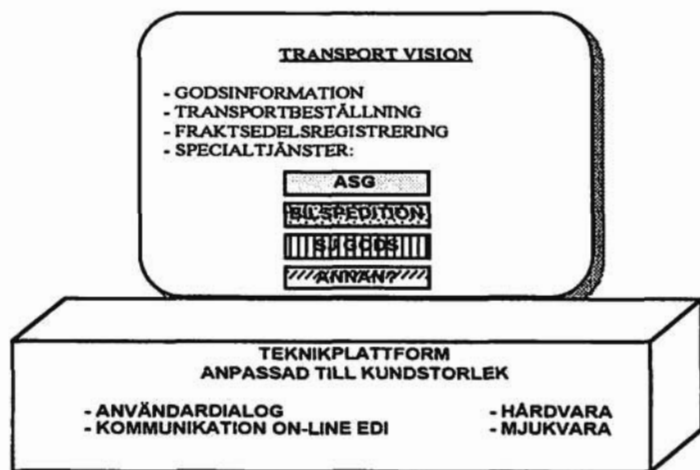 TRANSPORT VISION
- GODSINFORMATION
- TRANSPORTBESTÄLLNING
- FRAKTSEDELSREGISTRERING
- SPECIALTJÄNSTER:
ASG
BILSPEDITION
SJ GODS
ANNAN?
TEKNIKPLATTFORM
ANPASSAD TILL KUNDSTORLEK
- ANVÄNDARDIALOG
- KOMMUNIKATION ON-LINE EDI
- HÅRDVARA
- MJUKVARA